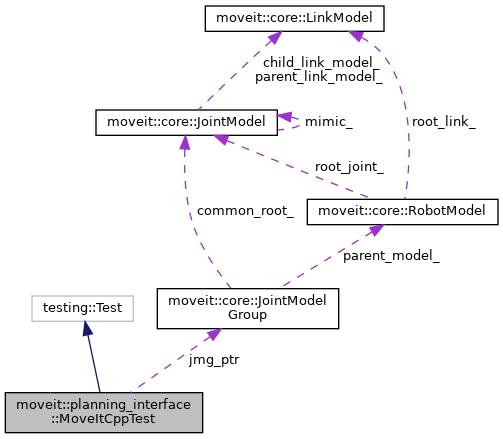 moveit::core::LinkModel
child_link_model_
parent_link_model_
moveit::core::JointModel
mimic_
root_link_
root_joint_
common_root_
moveit::core::RobotModel
parent_model_
testing::Test
moveit::core::JointModel
Group
jmg_ptr
moveit::planning_interface
::MoveItCppTest